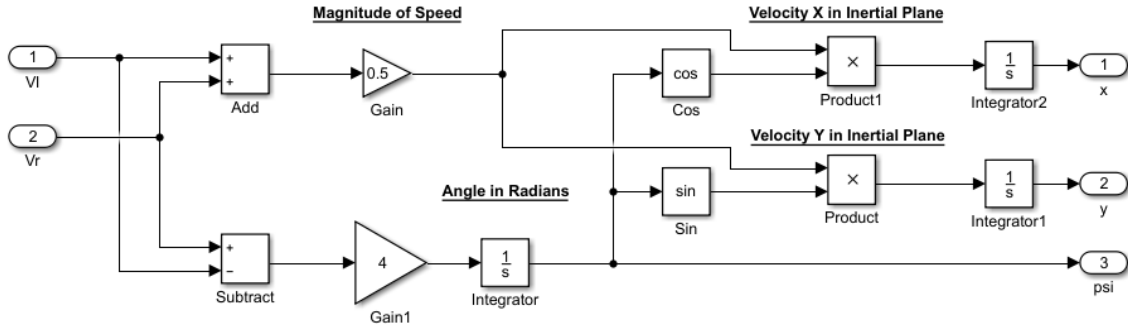 Magnitude of Speed
Velocity X in Inertial Plane
1
Vl
+
+
Add
0.5
Gain
cos
Cos
×
Product1
1
s
Integrator2
1
x
2
Vr
Velocity Y in Inertial Plane
Angle in Radians
sin
Sin
×
Product
1
s
Integrator1
2
y
+
−
Subtract
4
Gain1
1
s
Integrator
3
psi